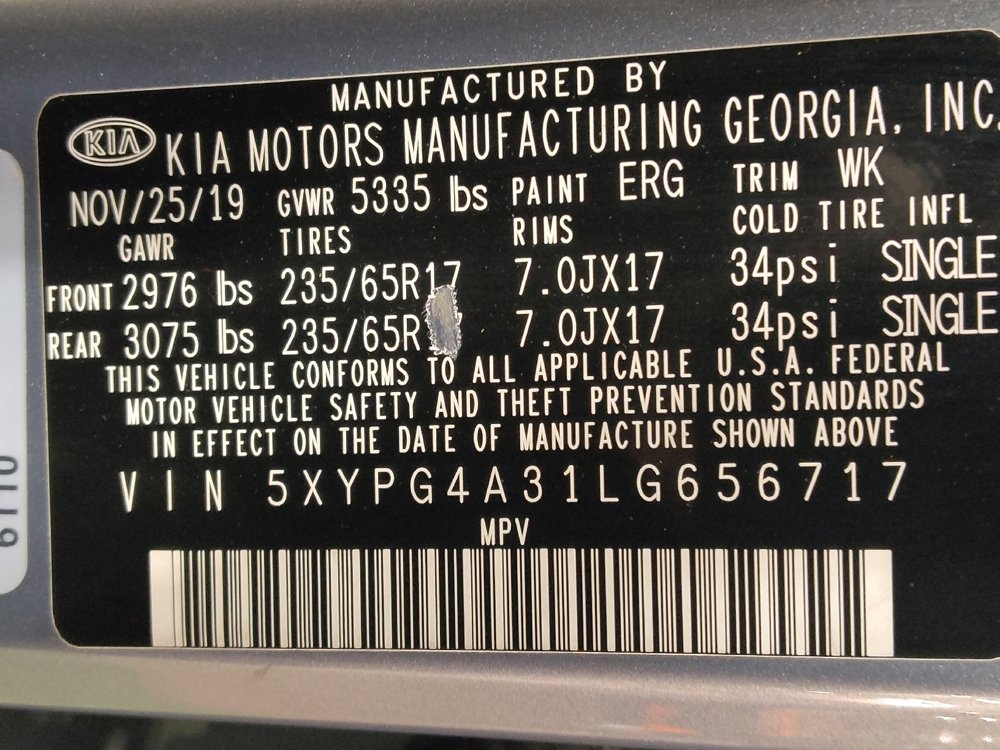 MANUFACTURED BY
KIA KIA MOTORS MANUFACTURING GEORGIA, INC.
NOV/25/19 GVWR 5335 lbs PAINT ERG TRIM WK
GAWR TIRES RIMS COLD TIRE INFL
FRONT 2976 lbs 235/65R17 7.0JX17 34psi SINGLE
REAR 3075 lbs 235/65R 7.0JX17 34psi SINGLE
THIS VEHICLE CONFORMS TO ALL APPLICABLE U.S.A. FEDERAL
MOTOR VEHICLE SAFETY AND THEFT PREVENTION STANDARDS
IN EFFECT ON THE DATE OF MANUFACTURE SHOWN ABOVE
VIN 5XYPG4A31LG656717
MPV